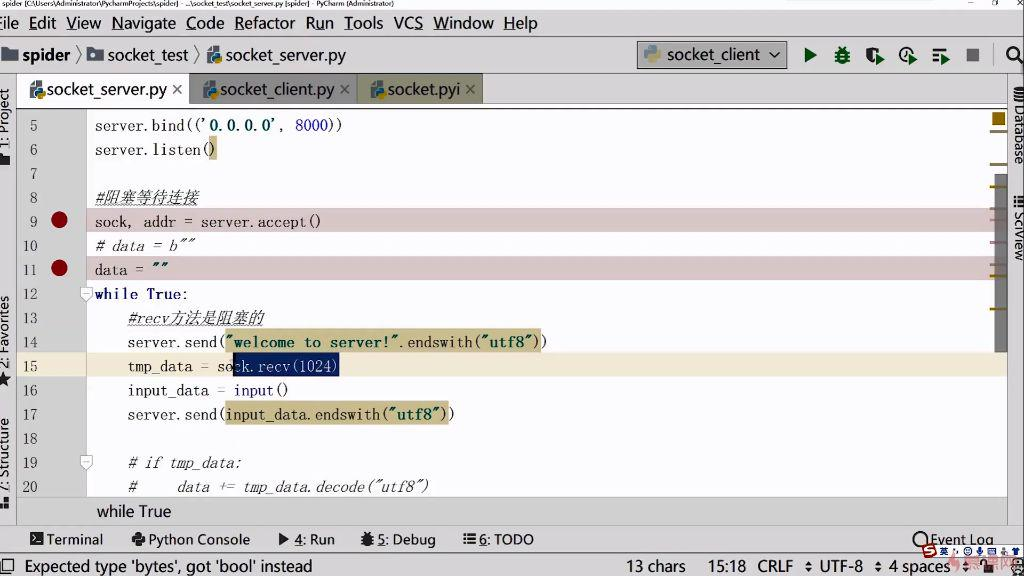 spider [C:\Users\Administrator\PycharmProjects\spider] - ...\socket_test\socket_server.py [spider] - PyCharm (Administrator)
File Edit View Navigate Code Refactor Run Tools VCS Window Help
spider socket_test socket_server.py socket_client
socket_server.py socket_client.py socket.pyi
1: Project
Database
SciView
2: Favorites
7: Structure
5 server.bind(('0.0.0.0', 8000))
6 server.listen()
7
8 #阻塞等待连接
9 sock, addr = server.accept()
10 # data = b""
11 data = ""
12 while True:
13 #recv方法是阻塞的
14 server.send("welcome to server!".endswith("utf8"))
15 tmp_data = sock.recv(1024)
16 input_data = input()
17 server.send(input_data.endswith("utf8"))
18
19 # if tmp_data:
20 # data += tmp_data.decode("utf8")
while True
Terminal Python Console 4: Run 5: Debug 6: TODO Event Log
Expected type 'bytes', got 'bool' instead 13 chars 15:18 CRLF UTF-8 4 spaces
英